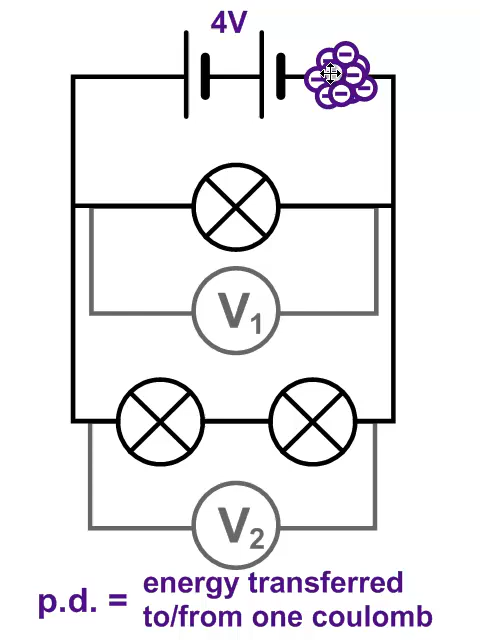 4V
V₁
V₂
p.d. = energy transferred
to/from one coulomb